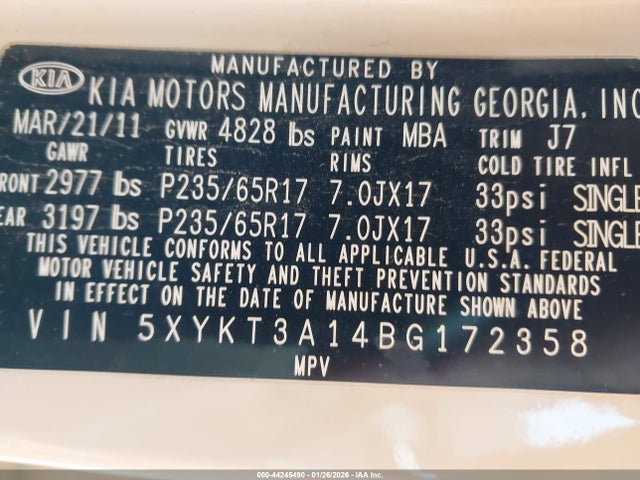 MANUFACTURED BY
KIA KIA MOTORS MANUFACTURING GEORGIA, INC
MAR/21/11 GVWR 4828 lbs PAINT MBA TRIM J7
GAWR TIRES RIMS COLD TIRE INFL
FRONT 2977 lbs P235/65R17 7.0JX17 33psi SINGLE
REAR 3197 lbs P235/65R17 7.0JX17 33psi SINGLE
THIS VEHICLE CONFORMS TO ALL APPLICABLE U.S.A. FEDERAL
MOTOR VEHICLE SAFETY AND THEFT PREVENTION STANDARDS
IN EFFECT ON THE DATE OF MANUFACTURE SHOWN ABOVE
VIN 5XYKT3A14BG172358
MPV
000-44245490 - 01/26/2026 - IAA Inc.